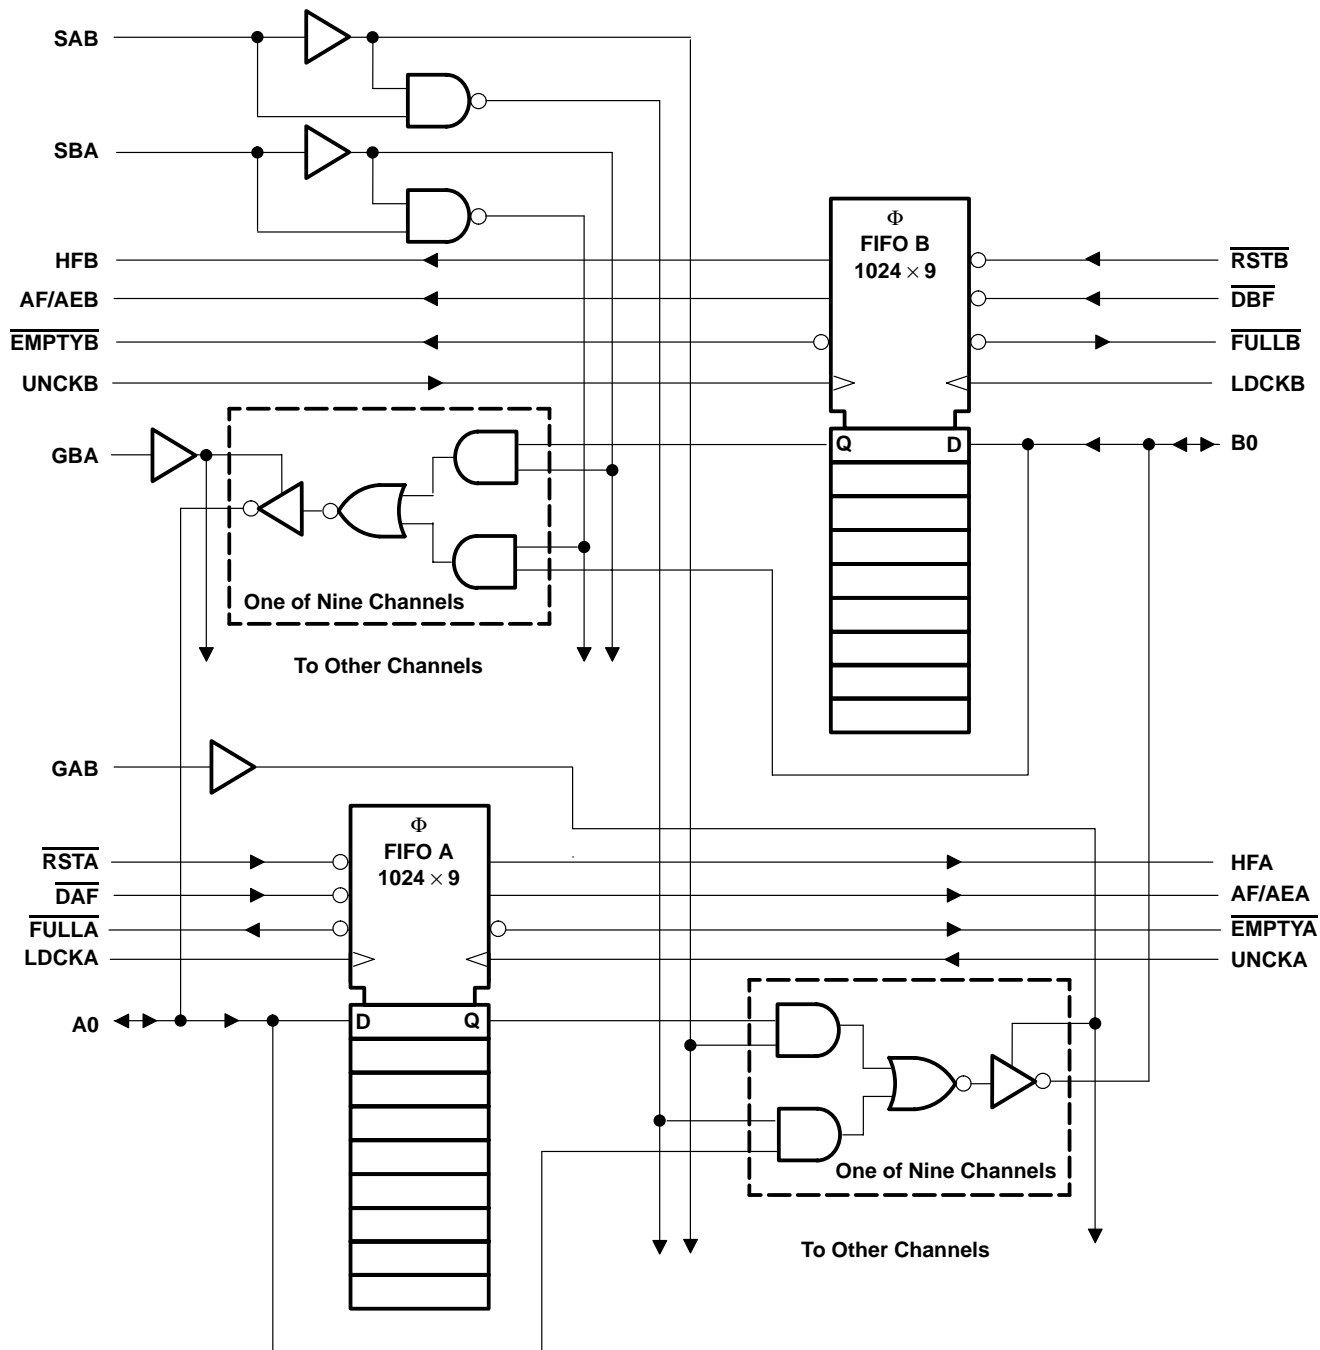 SAB
SBA
Φ
FIFO B
1024 × 9
HFB
RSTB
AF/AEB
DBF
EMPTYB
FULLB
UNCKB
LDCKB
GBA
Q D
B0
One of Nine Channels
To Other Channels
GAB
Φ
FIFO A
1024 × 9
RSTA
HFA
DAF
AF/AEA
FULLA
EMPTYA
LDCKA
UNCKA
A0
D Q
One of Nine Channels
To Other Channels